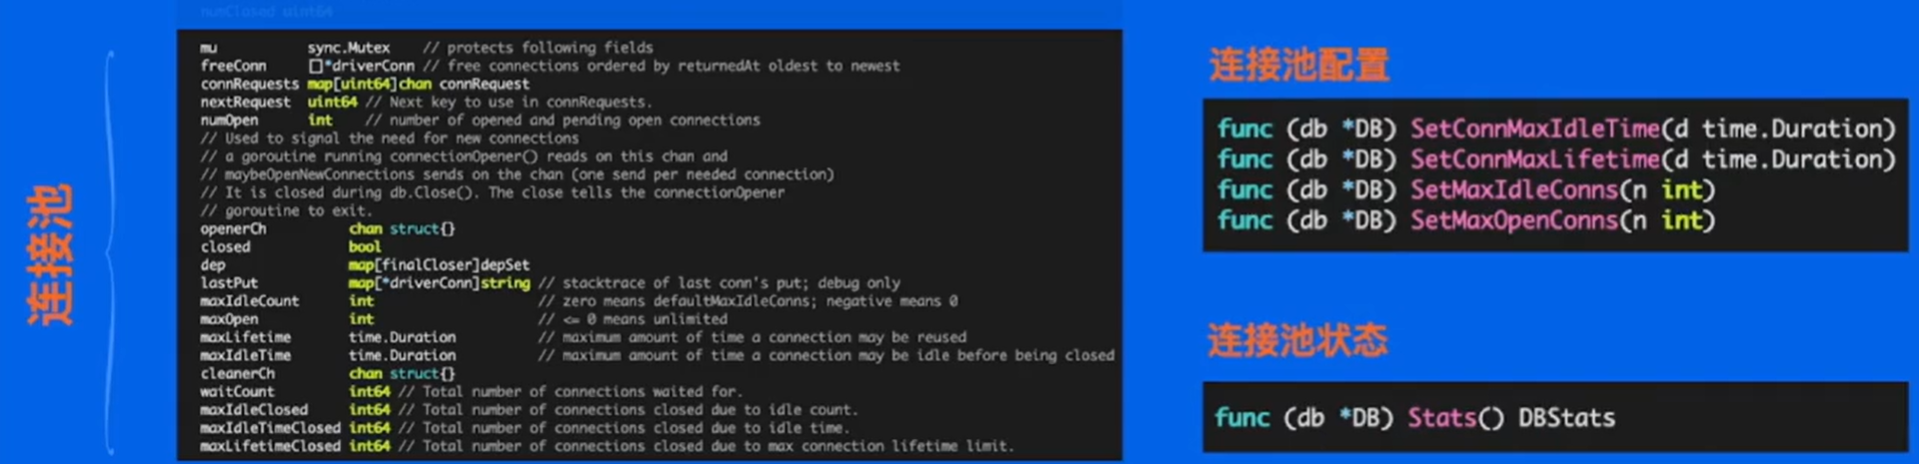 numClosed uint64
连接池
mu sync.Mutex // protects following fields
freeConn []*driverConn // free connections ordered by returnedAt oldest to newest
connRequests map[uint64]chan connRequest
nextRequest uint64 // Next key to use in connRequests.
numOpen int // number of opened and pending open connections
// Used to signal the need for new connections
// a goroutine running connectionOpener() reads on this chan and
// maybeOpenNewConnections sends on the chan (one send per needed connection)
// It is closed during db.Close(). The close tells the connectionOpener
// goroutine to exit.
openerCh chan struct{}
closed bool
dep map[finalCloser]depSet
lastPut map[*driverConn]string // stacktrace of last conn's put; debug only
maxIdleCount int // zero means defaultMaxIdleConns; negative means 0
maxOpen int // <= 0 means unlimited
maxLifetime time.Duration // maximum amount of time a connection may be reused
maxIdleTime time.Duration // maximum amount of time a connection may be idle before being closed
cleanerCh chan struct{}
waitCount int64 // Total number of connections waited for.
maxIdleClosed int64 // Total number of connections closed due to idle count.
maxIdleTimeClosed int64 // Total number of connections closed due to idle time.
maxLifetimeClosed int64 // Total number of connections closed due to max connection lifetime limit.
连接池配置
func (db *DB) SetConnMaxIdleTime(d time.Duration)
func (db *DB) SetConnMaxLifetime(d time.Duration)
func (db *DB) SetMaxIdleConns(n int)
func (db *DB) SetMaxOpenConns(n int)
连接池状态
func (db *DB) Stats() DBStats